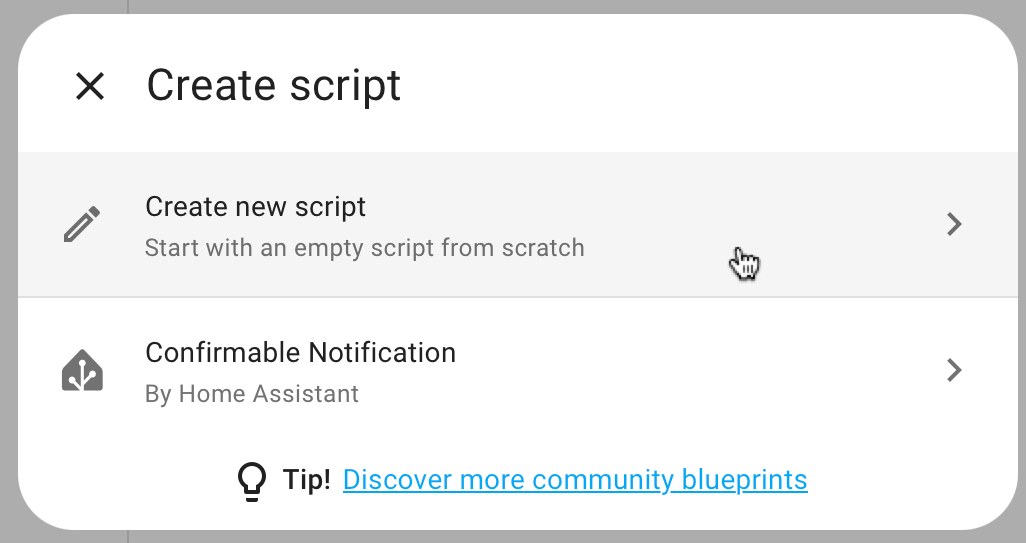 Create script
Create new script
Start with an empty script from scratch
Confirmable Notification
By Home Assistant
Tip! Discover more community blueprints